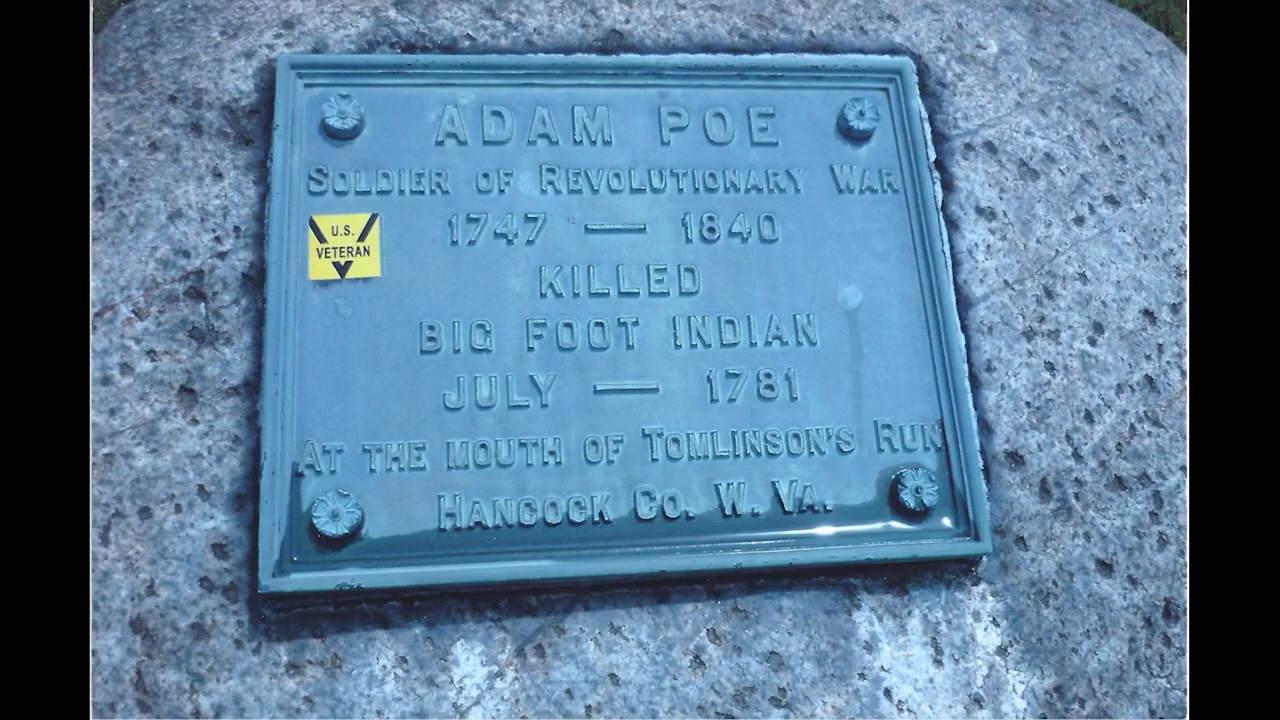 ADAM POE
SOLDIER OF REVOLUTIONARY WAR
1747 — 1840
U.S.
VETERAN
KILLED
BIG FOOT INDIAN
JULY — 1781
AT THE MOUTH OF TOMLINSON'S RUN
HANCOCK CO. W. VA.